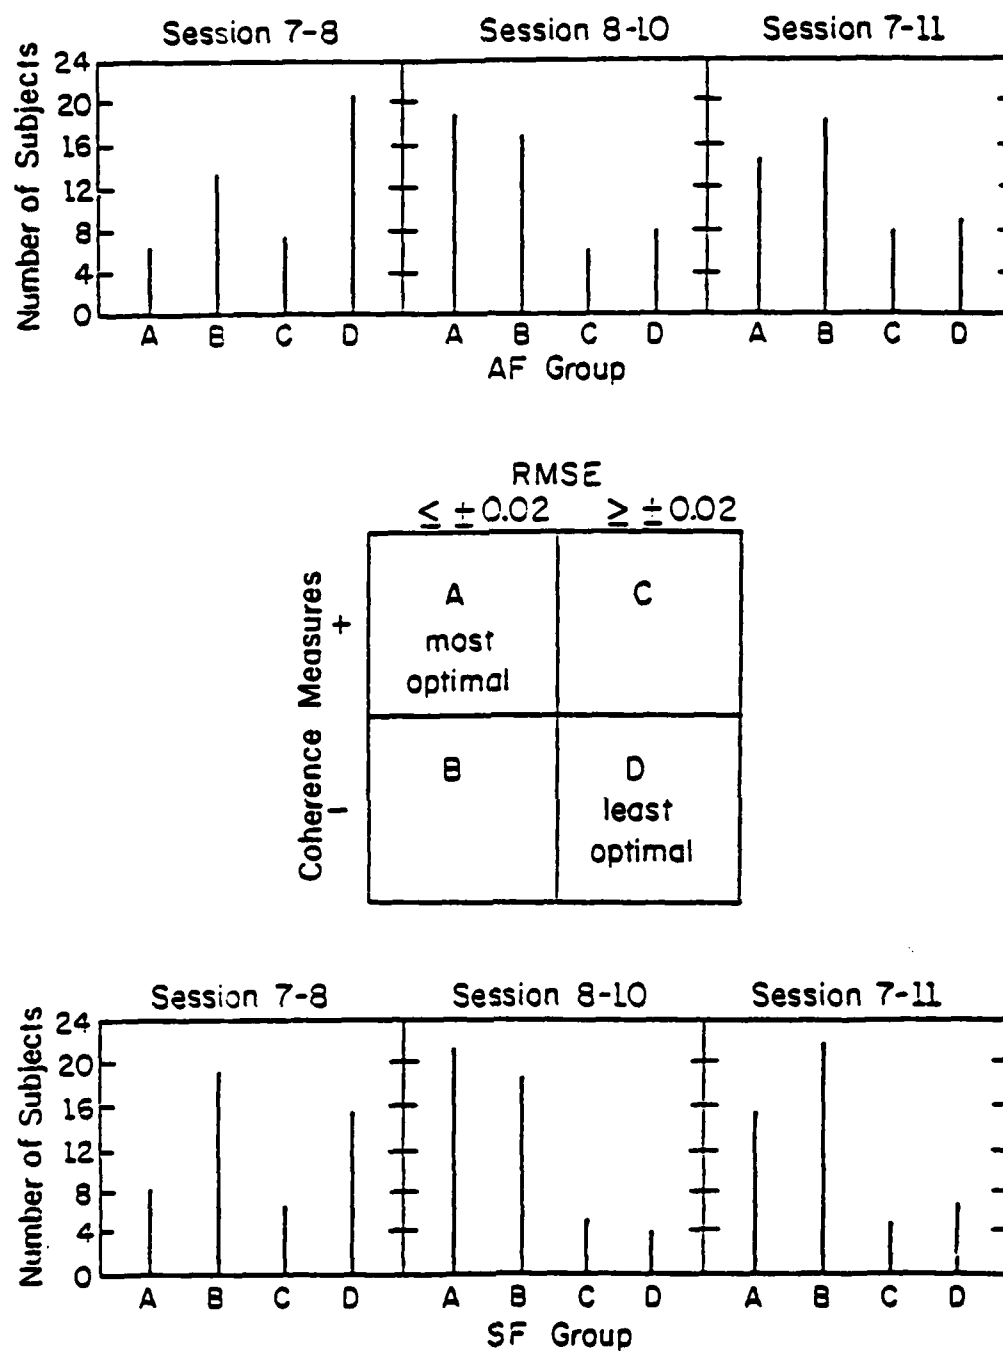 Session 7-8 Session 8-10 Session 7-11
Number of Subjects
24
20
16
12
8
4
0
A B C D A B C D A B C D
AF Group
RMSE
≤ ±0.02 ≥ ±0.02
Coherence Measures
+
-
A
most
optimal
C
B
D
least
optimal
Session 7-8 Session 8-10 Session 7-11
Number of Subjects
24
20
16
12
8
4
0
A B C D A B C D A B C D
SF Group